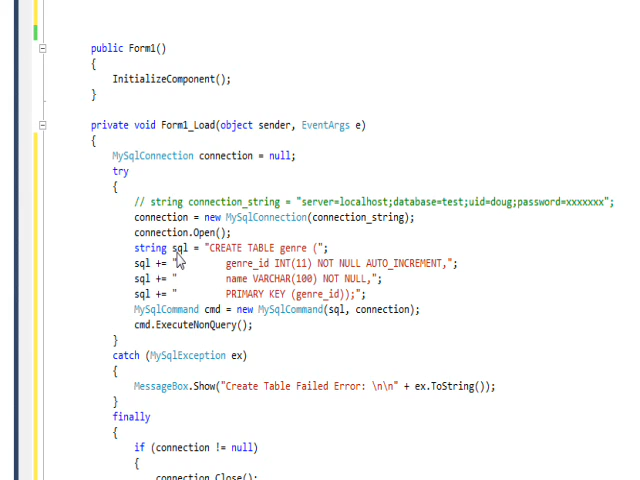 public Form1()
{
InitializeComponent();
}
private void Form1_Load(object sender, EventArgs e)
{
MySqlConnection connection = null;
try
{
// string connection_string = "server=localhost;database=test;uid=doug;password=xxxxxxx";
connection = new MySqlConnection(connection_string);
connection.Open();
string sql = "CREATE TABLE genre (";
sql += "        genre_id INT(11) NOT NULL AUTO_INCREMENT,";
sql += "        name VARCHAR(100) NOT NULL,";
sql += "        PRIMARY KEY (genre_id));";
MySqlCommand cmd = new MySqlCommand(sql, connection);
cmd.ExecuteNonQuery();
}
catch (MySqlException ex)
{
MessageBox.Show("Create Table Failed Error: \n\n" + ex.ToString());
}
finally
{
if (connection != null)
{
connection.Close();